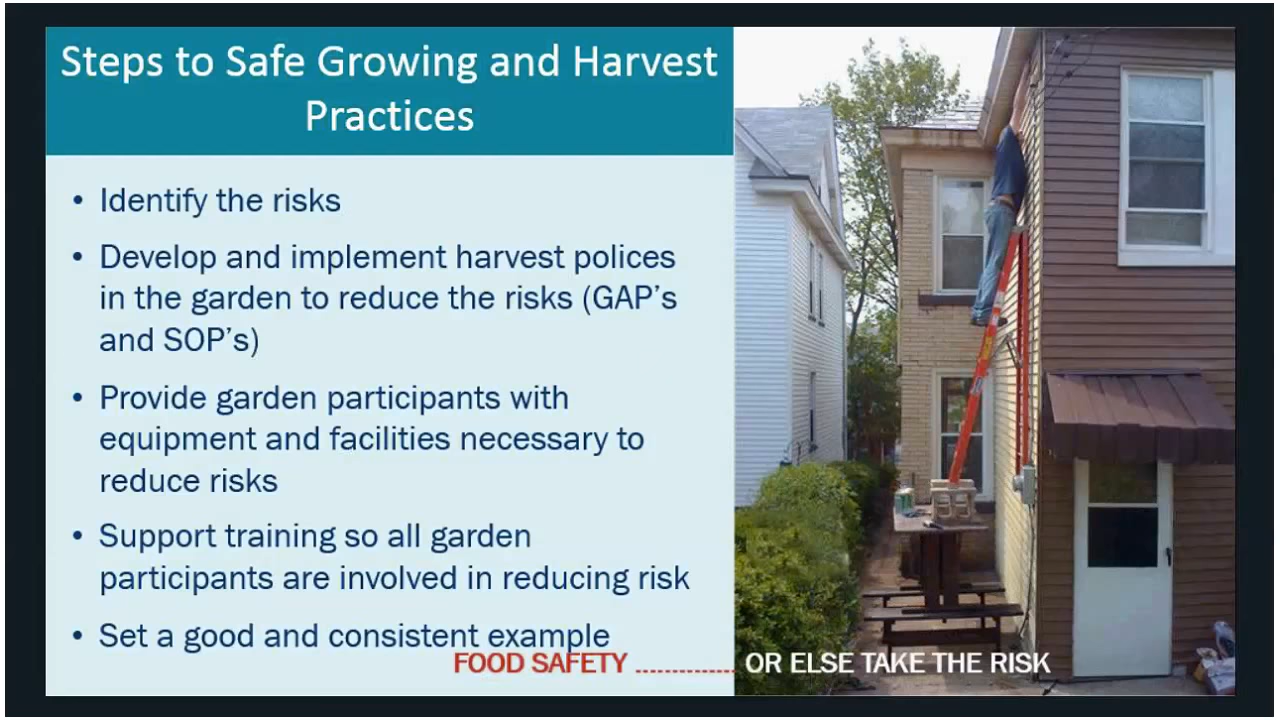 Steps to Safe Growing and Harvest
Practices
• Identify the risks
• Develop and implement harvest polices
in the garden to reduce the risks (GAP's
and SOP's)
• Provide garden participants with
equipment and facilities necessary to
reduce risks
• Support training so all garden
participants are involved in reducing risk
• Set a good and consistent example
FOOD SAFETY ............... OR ELSE TAKE THE RISK